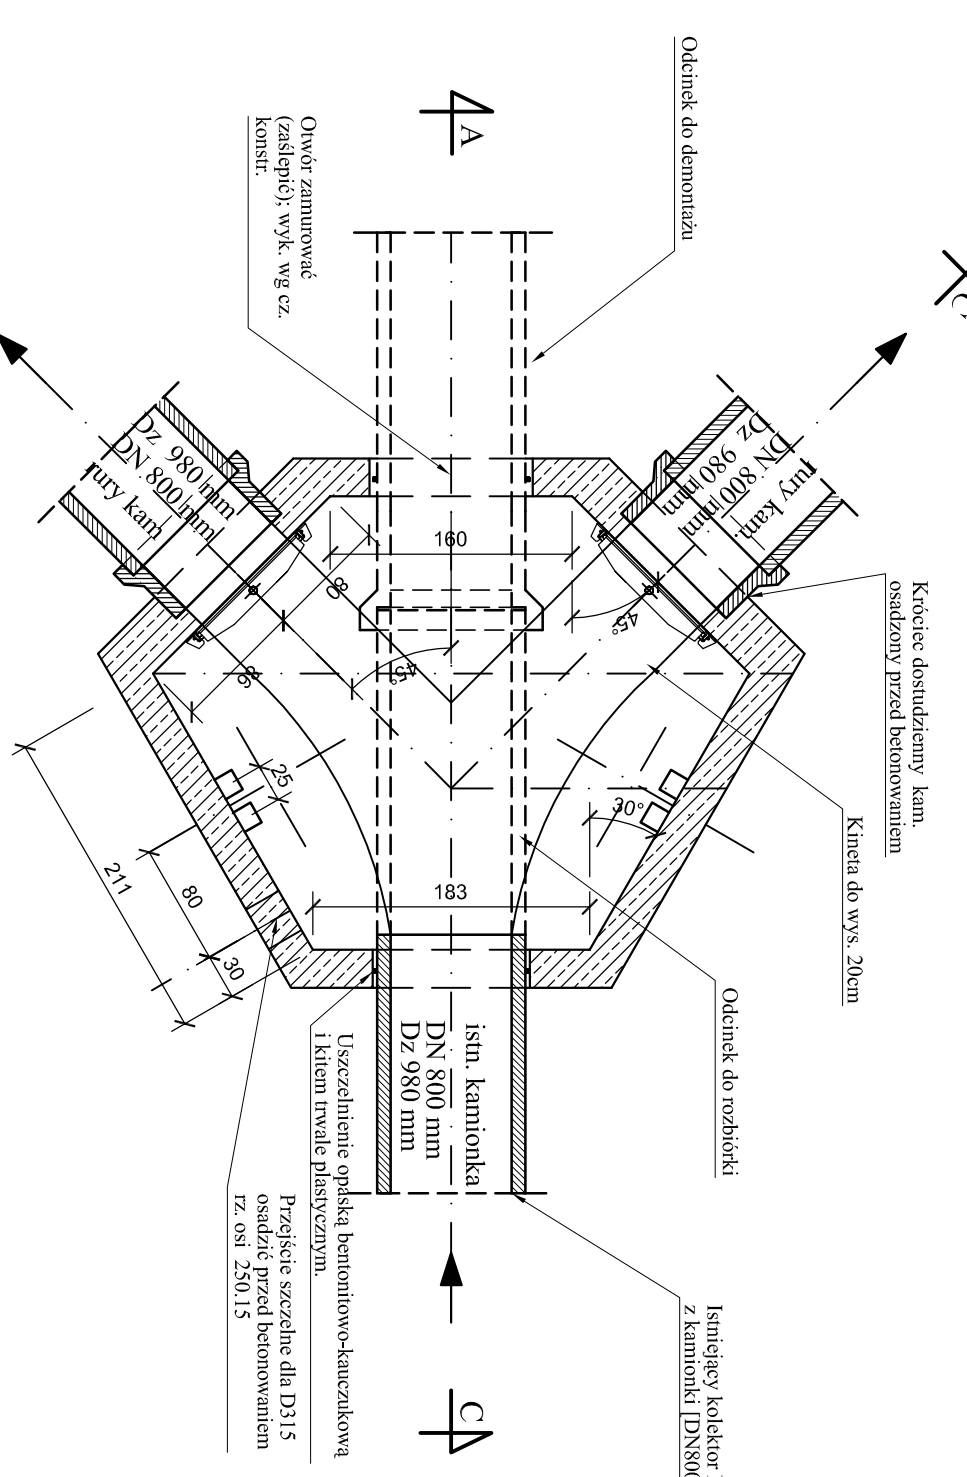 Odcinek do demontażu
A
Otwór zamurować
(zaślepić); wyk. wg cz.
konstr.
C
Dz 980 mm
DN 800 mm
rury kam.
Dz 980 mm
DN 800 mm
rury kam
160
80
86
45°
45°
Króciec dostudzienny kam.
osadzony przed betonowaniem
Kineta do wys. 20cm
30°
25
183
211
80
30
Odcinek do rozbiórki
istn. kamionka
DN 800 mm
Dz 980 mm
Uszczelnienie opaską bentonitowo-kauczukową
i kitem trwale plastycznym.
Przejście szczelne dla D315
osadzić przed betonowaniem
rz. osi 250.15
Istniejący kolektor
z kamionki [DN800
C